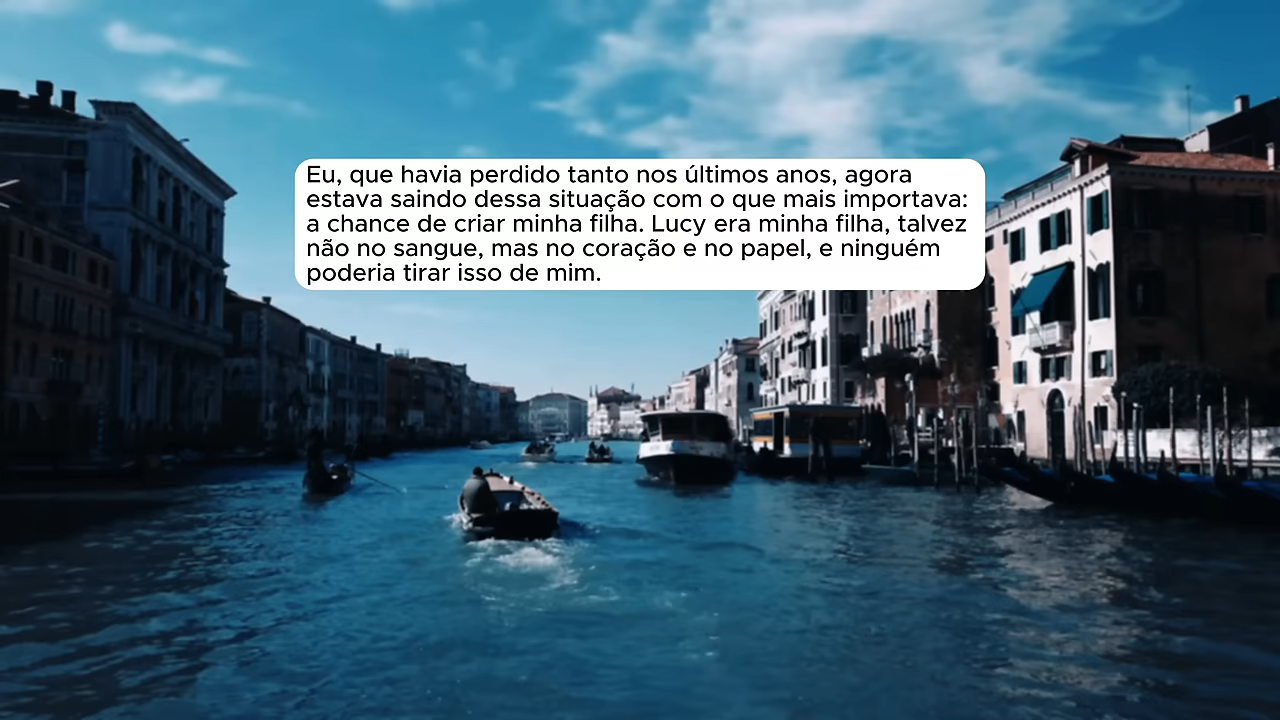 Eu, que havia perdido tanto nos últimos anos, agora
estava saindo dessa situação com o que mais importava:
a chance de criar minha filha. Lucy era minha filha, talvez
não no sangue, mas no coração e no papel, e ninguém
poderia tirar isso de mim.